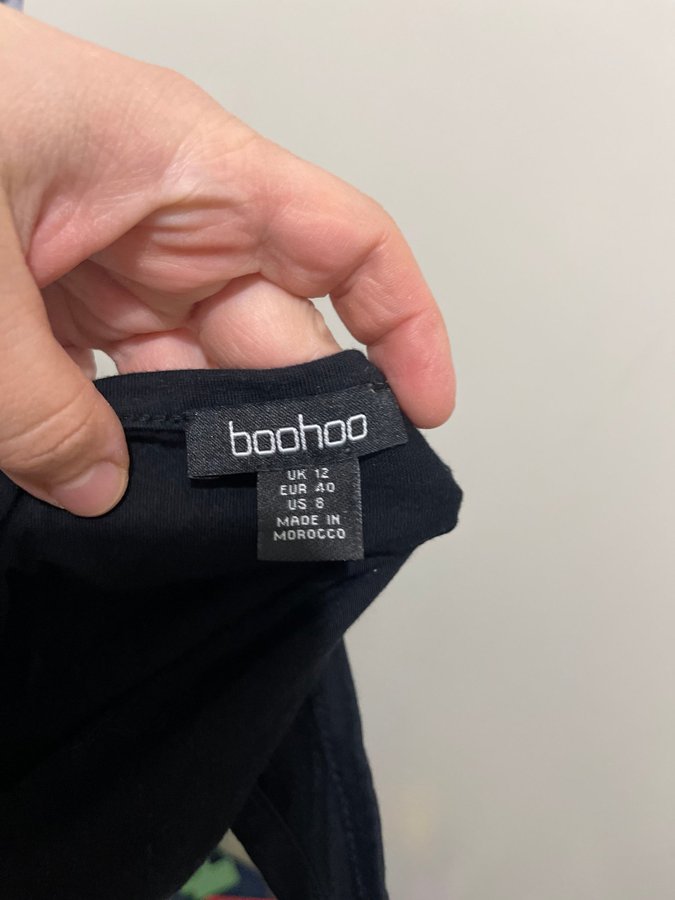 boohoo
UK 12
EUR 40
US 8
MADE IN
MOROCCO